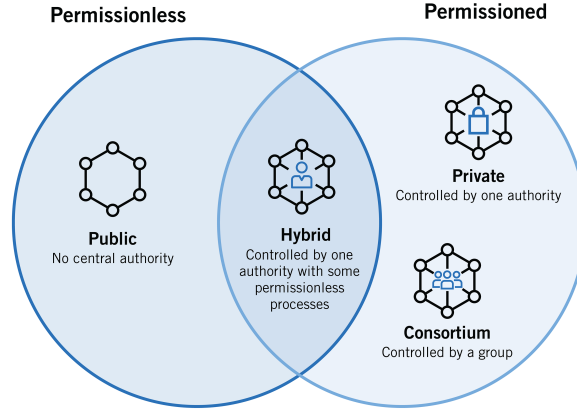 Permissionless
Permissioned
Public
No central authority
Hybrid
Controlled by one
authority with some
permissionless
processes
Private
Controlled by one authority
Consortium
Controlled by a group